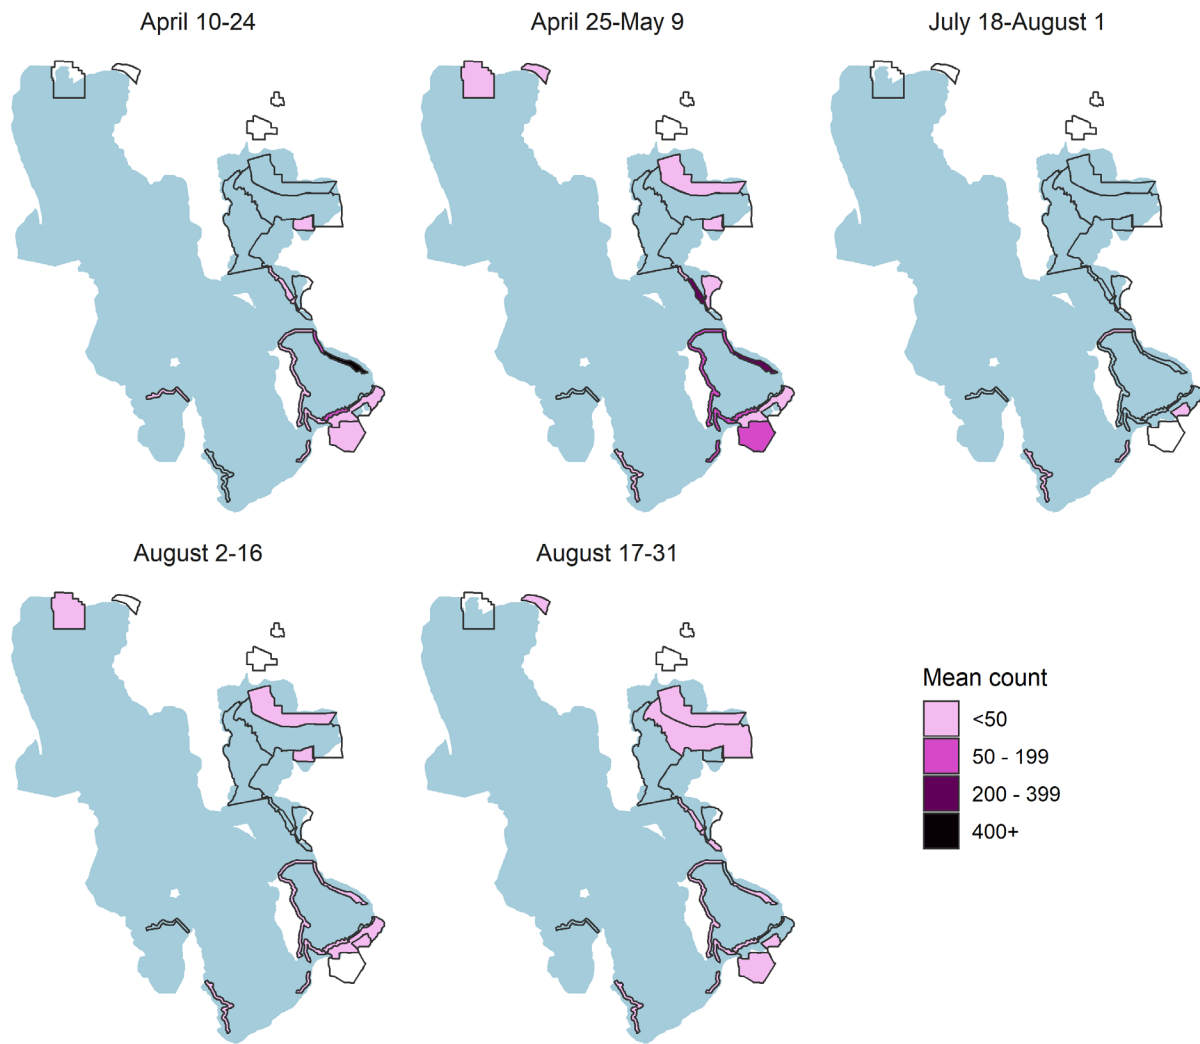 April 10-24
April 25-May 9
July 18-August 1
August 2-16
August 17-31
Mean count
<50
50 - 199
200 - 399
400+